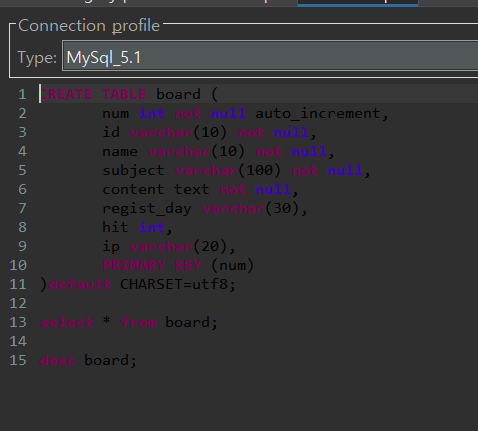 Connection profile
Type: MySql_5.1
1 CREATE TABLE board (
2 num int not null auto_increment,
3 id varchar(10) not null,
4 name varchar(10) not null,
5 subject varchar(100) not null,
6 content text not null,
7 regist_day varchar(30),
8 hit int,
9 ip varchar(20),
10 PRIMARY KEY (num)
11 )default CHARSET=utf8;
12
13 select * from board;
14
15 desc board;